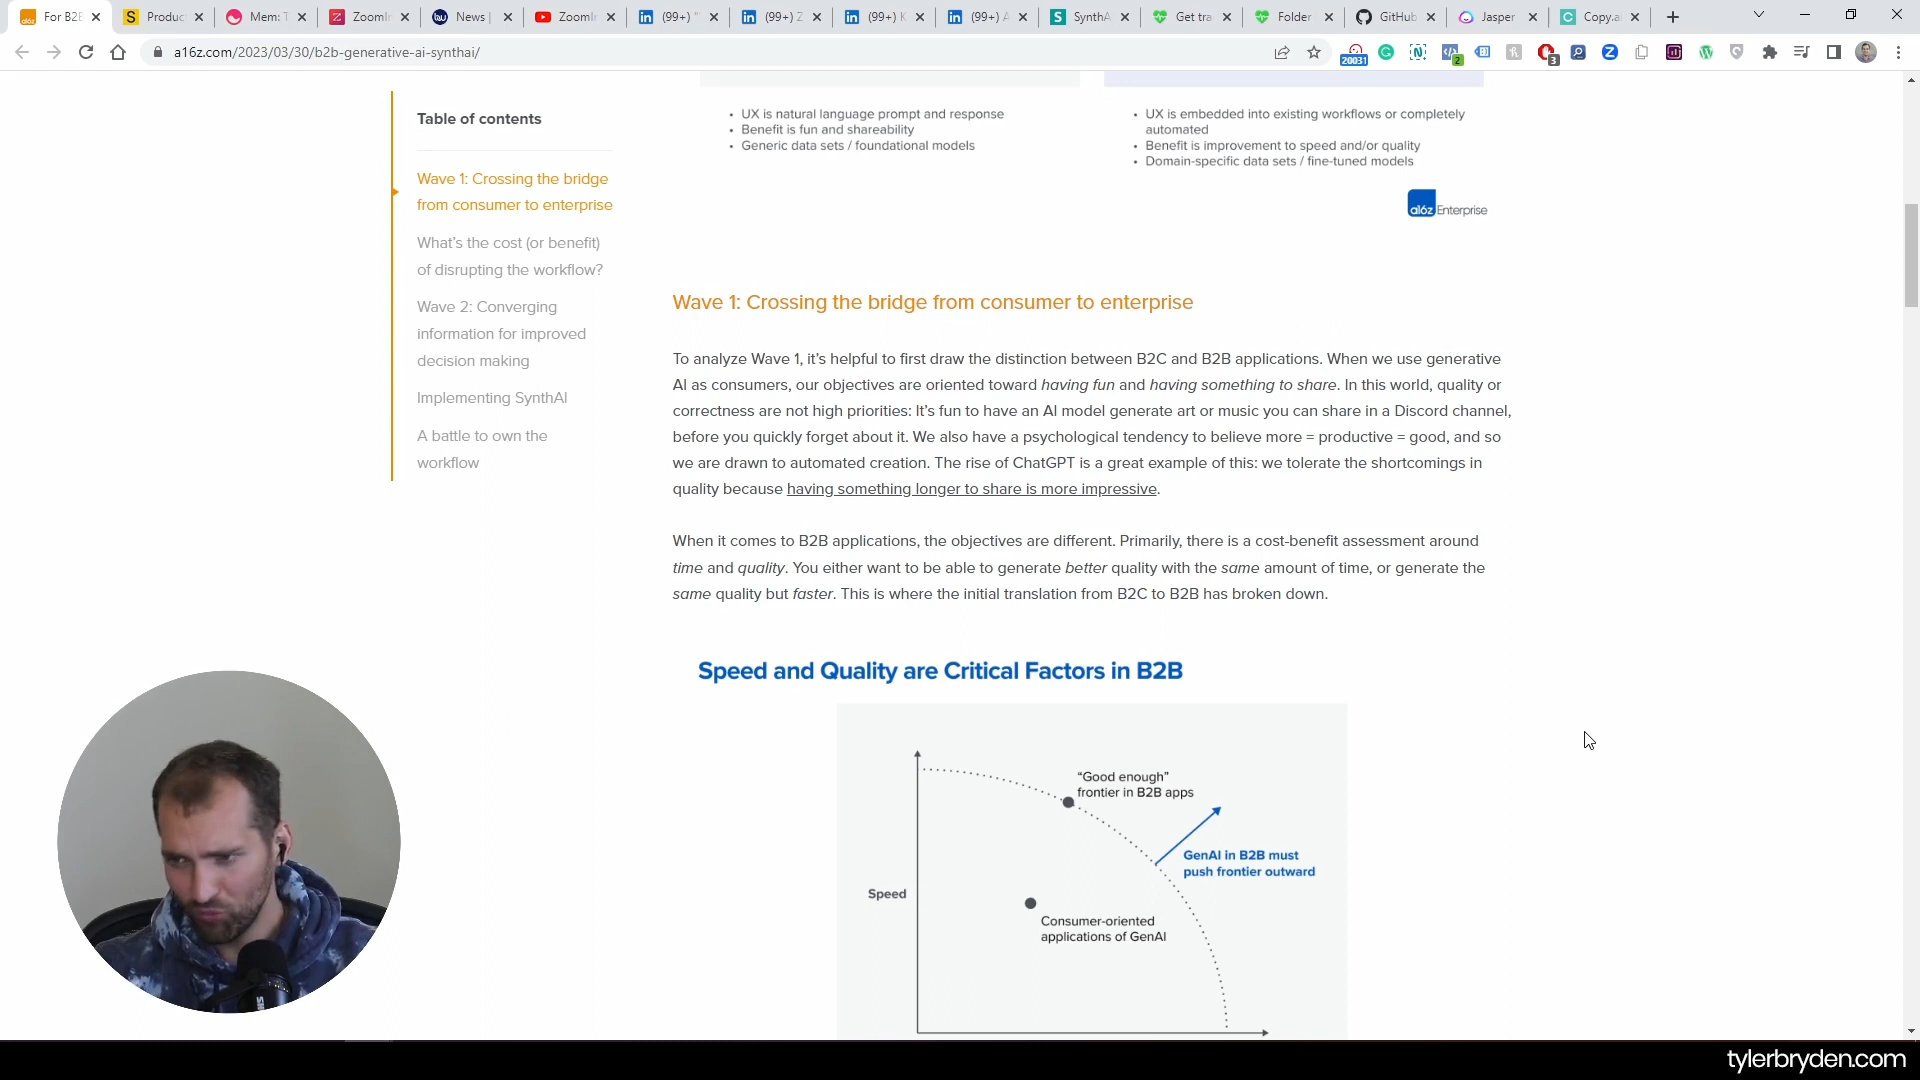 For B2B
Produc
Mem: T
ZoomIn
News |
ZoomIn
(99+) "
(99+) Z
(99+) K
(99+) A
SynthA
Get tra
Folder
GitHub
Jasper
Copy.ai
a16z.com/2023/03/30/b2b-generative-ai-synthai/
20031
2
3
Table of contents
Wave 1: Crossing the bridge
from consumer to enterprise
What's the cost (or benefit)
of disrupting the workflow?
Wave 2: Converging
information for improved
decision making
Implementing SynthAI
A battle to own the
workflow
• UX is natural language prompt and response
• Benefit is fun and shareability
• Generic data sets / foundational models
• UX is embedded into existing workflows or completely
automated
• Benefit is improvement to speed and/or quality
• Domain-specific data sets / fine-tuned models
a16z Enterprise
Wave 1: Crossing the bridge from consumer to enterprise
To analyze Wave 1, it's helpful to first draw the distinction between B2C and B2B applications. When we use generative
AI as consumers, our objectives are oriented toward having fun and having something to share. In this world, quality or
correctness are not high priorities: It's fun to have an AI model generate art or music you can share in a Discord channel,
before you quickly forget about it. We also have a psychological tendency to believe more = productive = good, and so
we are drawn to automated creation. The rise of ChatGPT is a great example of this: we tolerate the shortcomings in
quality because having something longer to share is more impressive.
When it comes to B2B applications, the objectives are different. Primarily, there is a cost-benefit assessment around
time and quality. You either want to be able to generate better quality with the same amount of time, or generate the
same quality but faster. This is where the initial translation from B2C to B2B has broken down.
Speed and Quality are Critical Factors in B2B
"Good enough"
frontier in B2B apps
GenAI in B2B must
push frontier outward
Speed
Consumer-oriented
applications of GenAI
tylerbryden.com